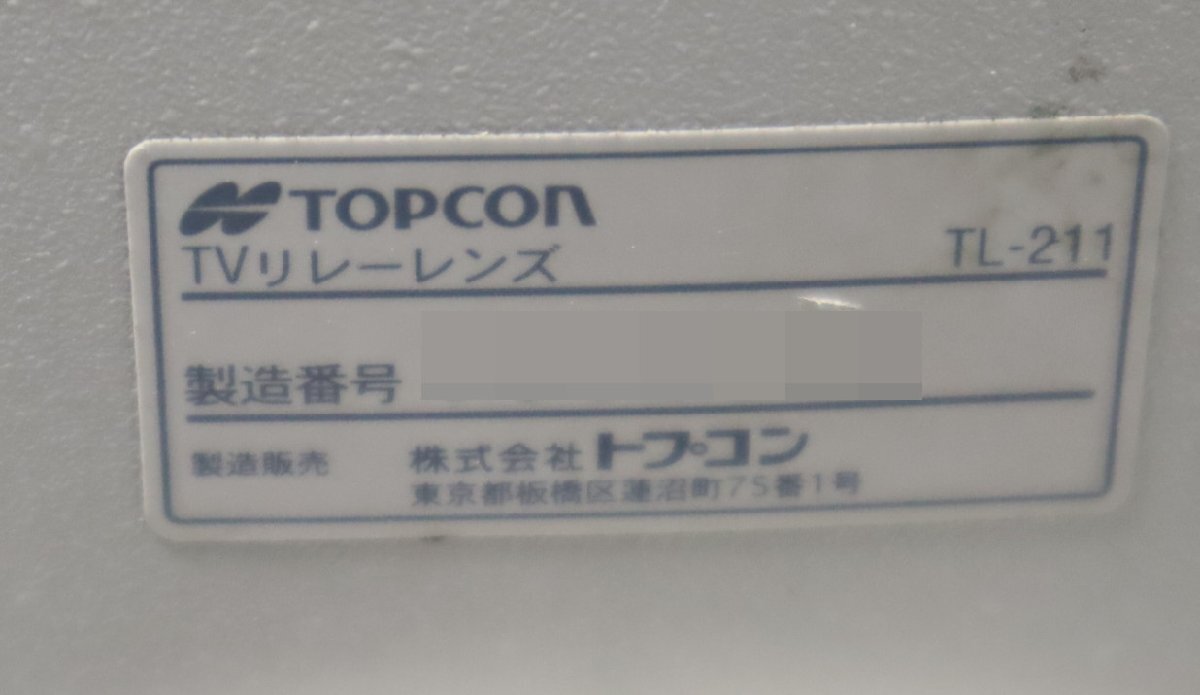 TOPCON
TVリレーレンズ TL-211
製造番号
製造販売 株式会社トプコン
東京都板橋区蓮沼町75番1号